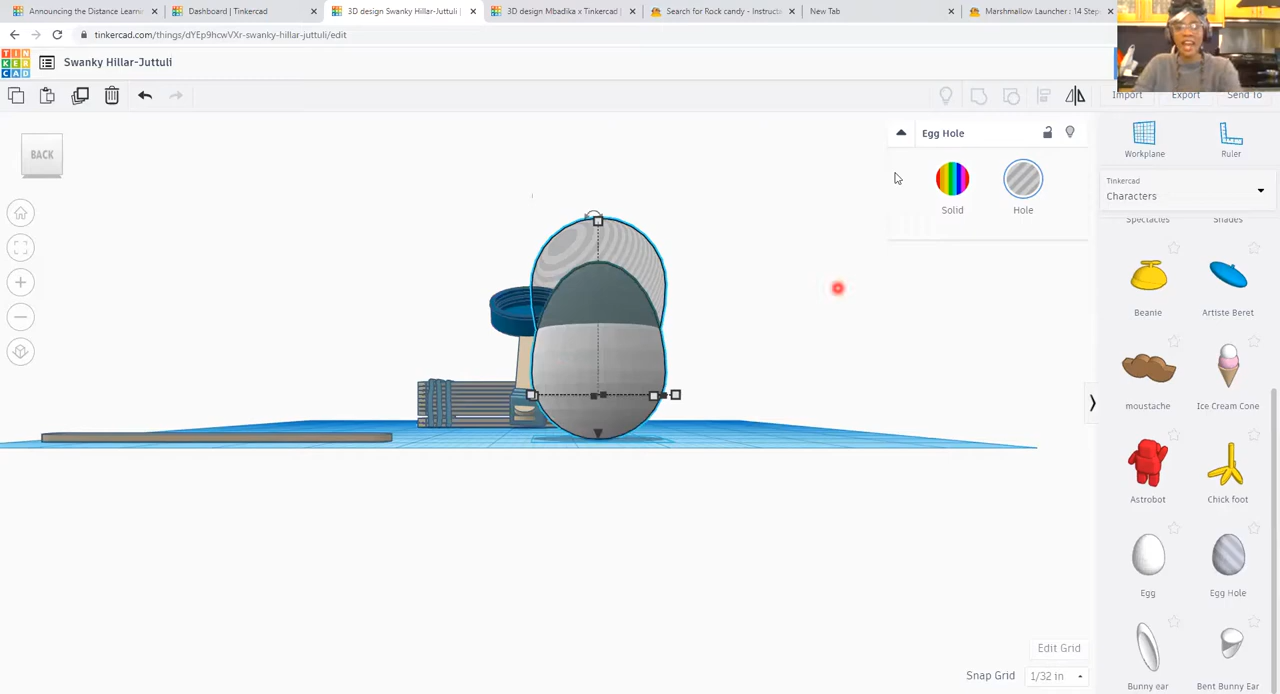 Announcing the Distance Learni
Dashboard | Tinkercad
3D design Swanky Hillar-Juttuli |
3D design Mbadika x Tinkercad |
Search for Rock candy - Instructa
New Tab
Marshmallow Launcher : 14 Step
tinkercad.com/things/dYEp9hcwVXr-swanky-hillar-juttuli/edit
TIN
KER
CAD
Swanky Hillar-Juttuli
Import
Export
Send To
BACK
Egg Hole
Solid
Hole
Workplane
Ruler
Tinkercad
Characters
Spectacles
Shades
Beanie
Artiste Beret
moustache
Ice Cream Cone
Astrobot
Chick foot
Egg
Egg Hole
Bunny ear
Bent Bunny Ear
Edit Grid
Snap Grid
1/32 in